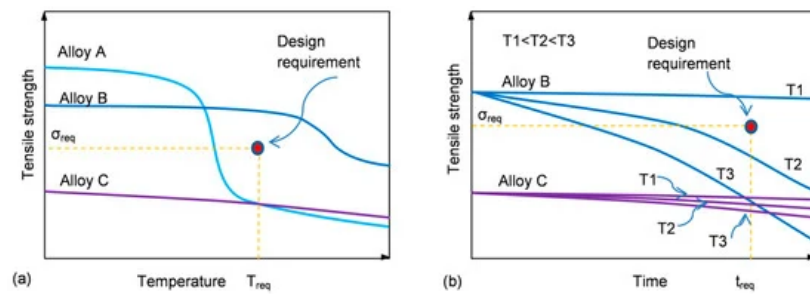 Alloy A
Design
requirement
Alloy B
σreq
Alloy C
Tensile strength
(a)
Temperature
Treq
T1<T2<T3
Design
requirement
Alloy B
T1
σreq
T2
T3
Alloy C
T1
T2
T3
Tensile strength
(b)
Time
treq